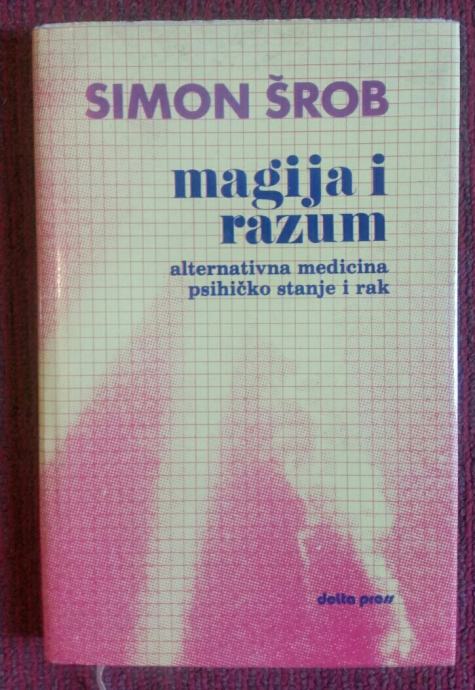 SIMON ŠROB
magija i
razum
alternativna medicina
psihičko stanje i rak
delta press